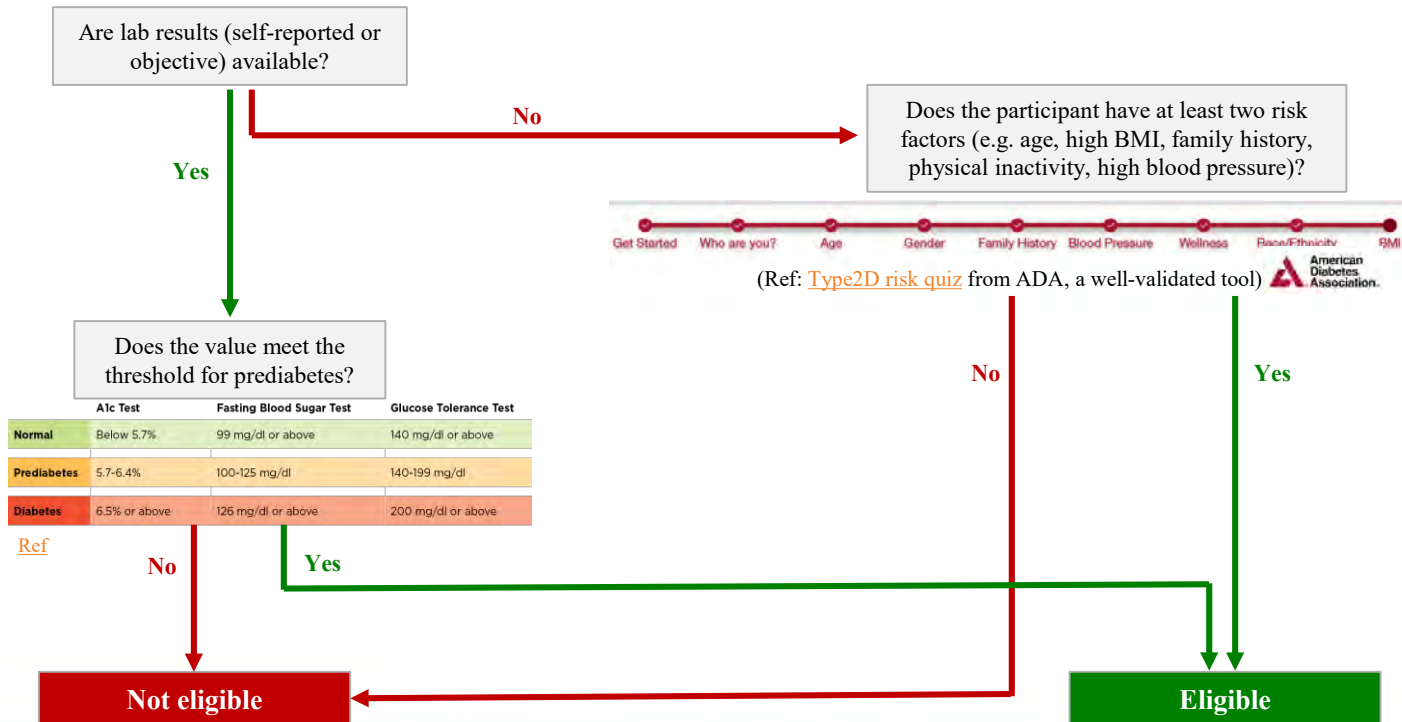 Are lab results (self-reported or
objective) available?
No
Does the participant have at least two risk
factors (e.g. age, high BMI, family history,
physical inactivity, high blood pressure)?
Yes
Get Started Who are you? Age Gender Family History Blood Pressure Wellness Race/Ethnicity BMI
(Ref: Type2D risk quiz from ADA, a well-validated tool)
American
Diabetes
Association.
Does the value meet the
threshold for prediabetes?
No
Yes
A1c Test Fasting Blood Sugar Test Glucose Tolerance Test
Normal Below 5.7% 99 mg/dl or above 140 mg/dl or above
Prediabetes 5.7-6.4% 100-125 mg/dl 140-199 mg/dl
Diabetes 6.5% or above 126 mg/dl or above 200 mg/dl or above
Ref
No
Yes
Not eligible
Eligible